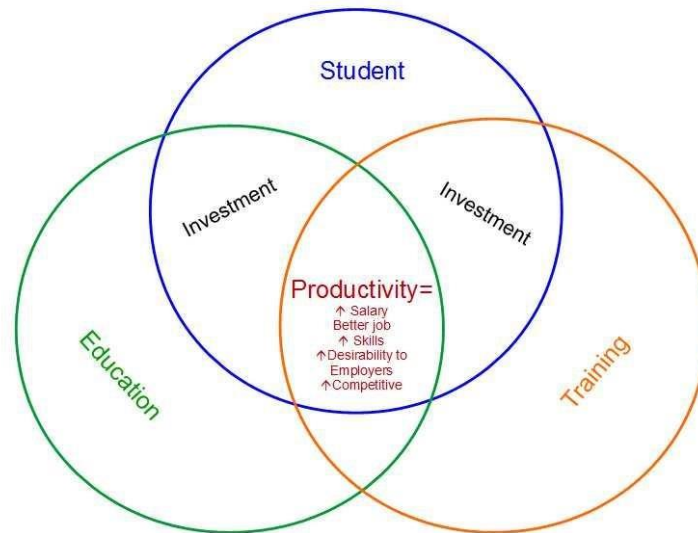 Student
Investment
Investment
Productivity=
↑ Salary
Better job
↑ Skills
↑Desirability to
Employers
↑Competitive
Education
Training